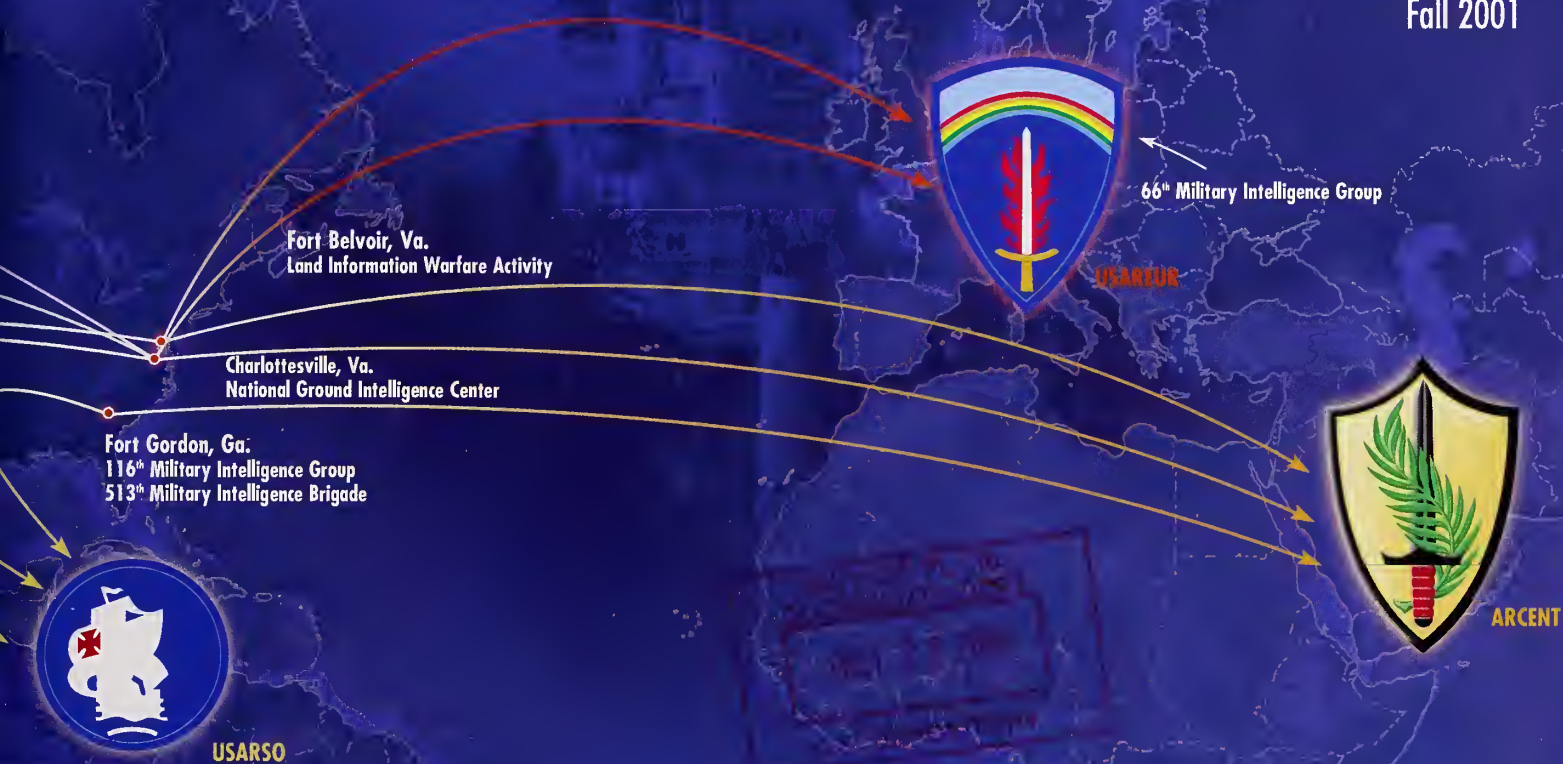 Fall 2001
66th Military Intelligence Group
Fort Belvoir, Va.
Land Information Warfare Activity
USAREUR
Charlottesville, Va.
National Ground Intelligence Center
Fort Gordon, Ga.
116th Military Intelligence Group
513th Military Intelligence Brigade
ARCENT
USARSO